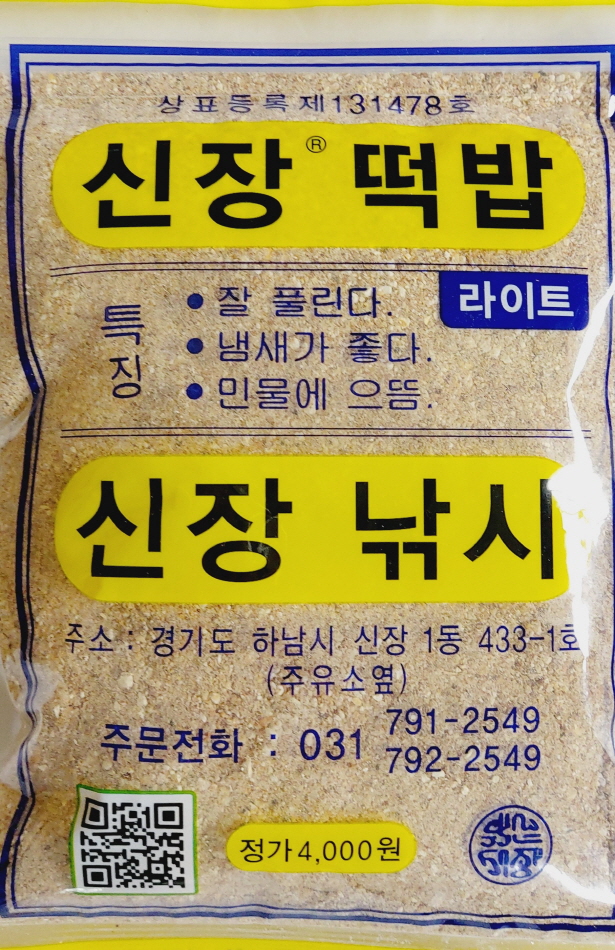 상표등록제131478호
신장® 떡밥
라이트
특징
● 잘 풀린다.
● 냄새가 좋다.
● 민물에 으뜸.
신장 낚시
주소 : 경기도 하남시 신장 1동 433-1호
(주유소옆)
주문전화 : 031 791-2549
792-2549
정가4,000원